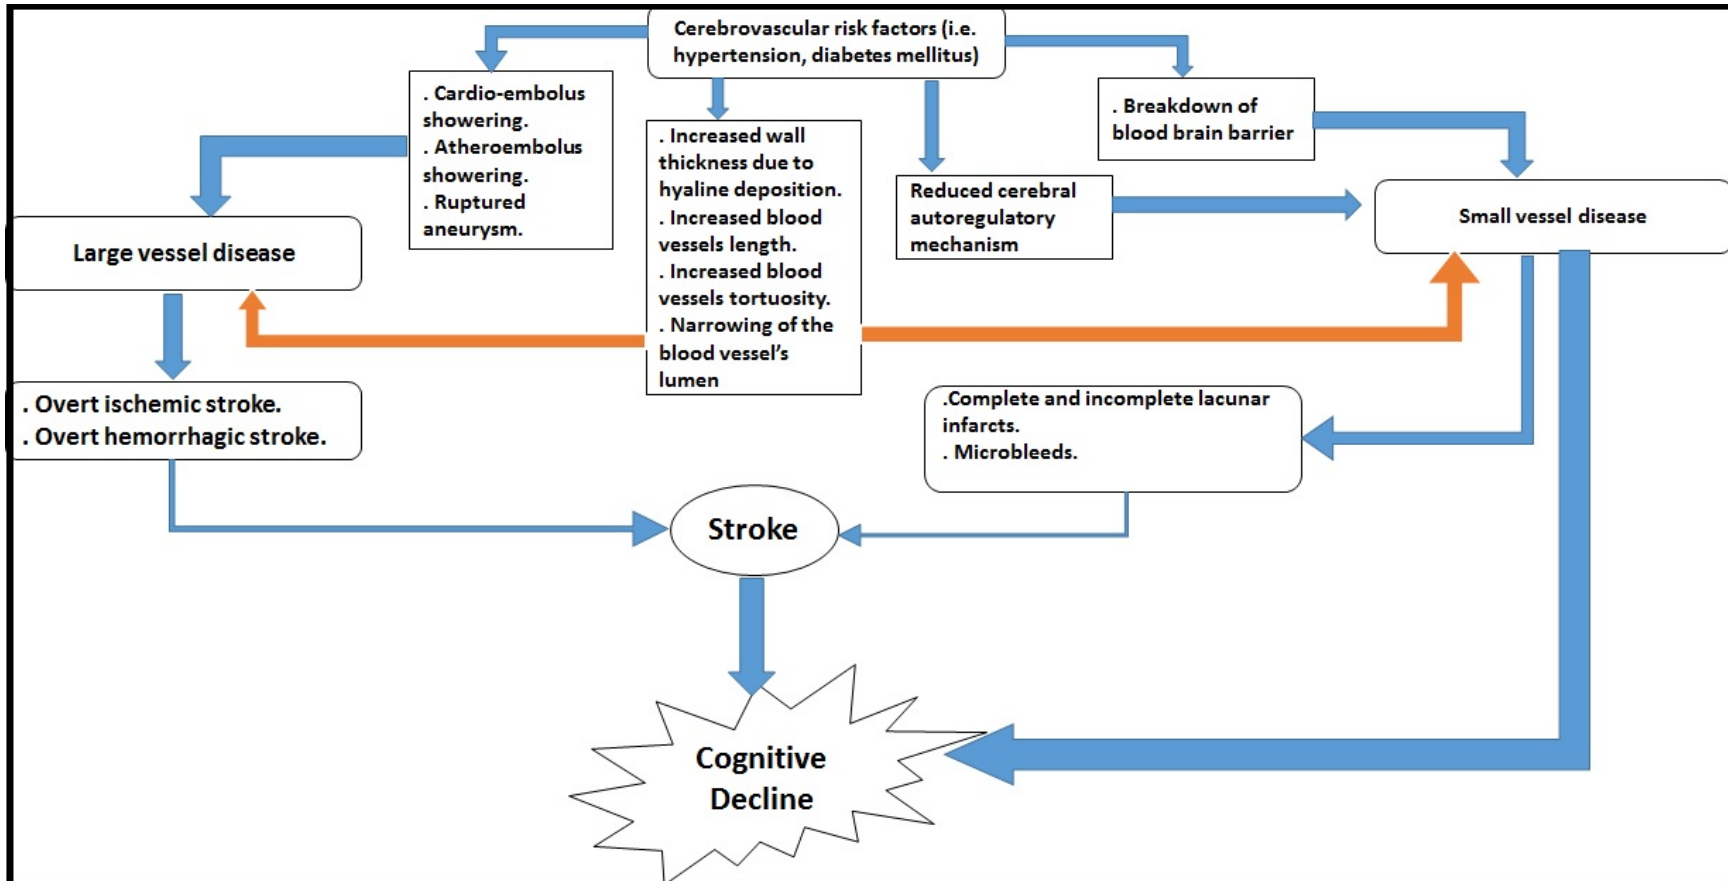 Cerebrovascular risk factors (i.e.
hypertension, diabetes mellitus)
. Cardio-embolus
showering.
. Atheroembolus
showering.
. Ruptured
aneurysm.
. Increased wall
thickness due to
hyaline deposition.
. Increased blood
vessels length.
. Increased blood
vessels tortuosity.
. Narrowing of the
blood vessel’s
lumen
Reduced cerebral
autoregulatory
mechanism
. Breakdown of
blood brain barrier
Large vessel disease
Small vessel disease
. Overt ischemic stroke.
. Overt hemorrhagic stroke.
.Complete and incomplete lacunar
infarcts.
. Microbleeds.
Stroke
Cognitive
Decline